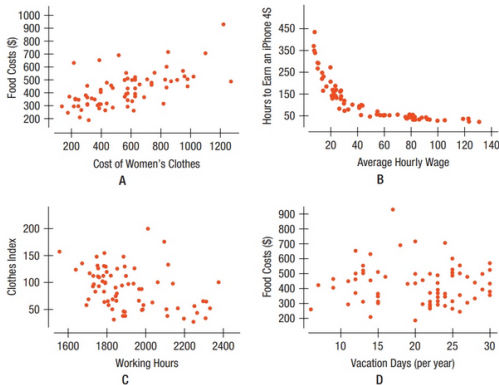 Food Costs ($)
1000
900
800
700
600
500
400
300
200
200 400 600 800 1000 1200
Cost of Women's Clothes
A
Hours to Earn an iPhone 4S
450
350
250
150
50
20 40 60 80 100 120 140
Average Hourly Wage
B
Clothes Index
200
150
100
50
1600 1800 2000 2200 2400
Working Hours
C
Food Costs ($)
900
800
700
600
500
400
300
200
10 15 20 25 30
Vacation Days (per year)
D